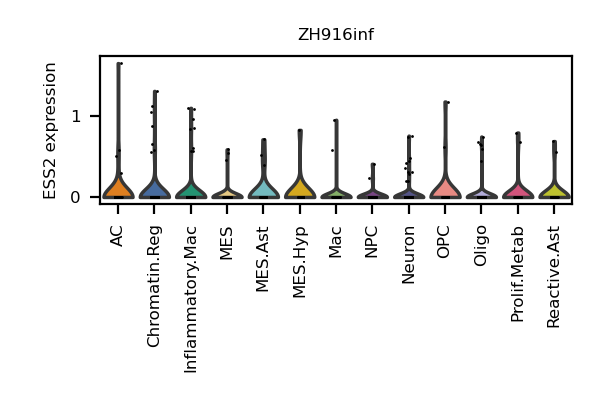 ZH916inf
ESS2 expression
1
0
AC
Chromatin.Reg
Inflammatory.Mac
MES
MES.Ast
MES.Hyp
Mac
NPC
Neuron
OPC
Oligo
Prolif.Metab
Reactive.Ast